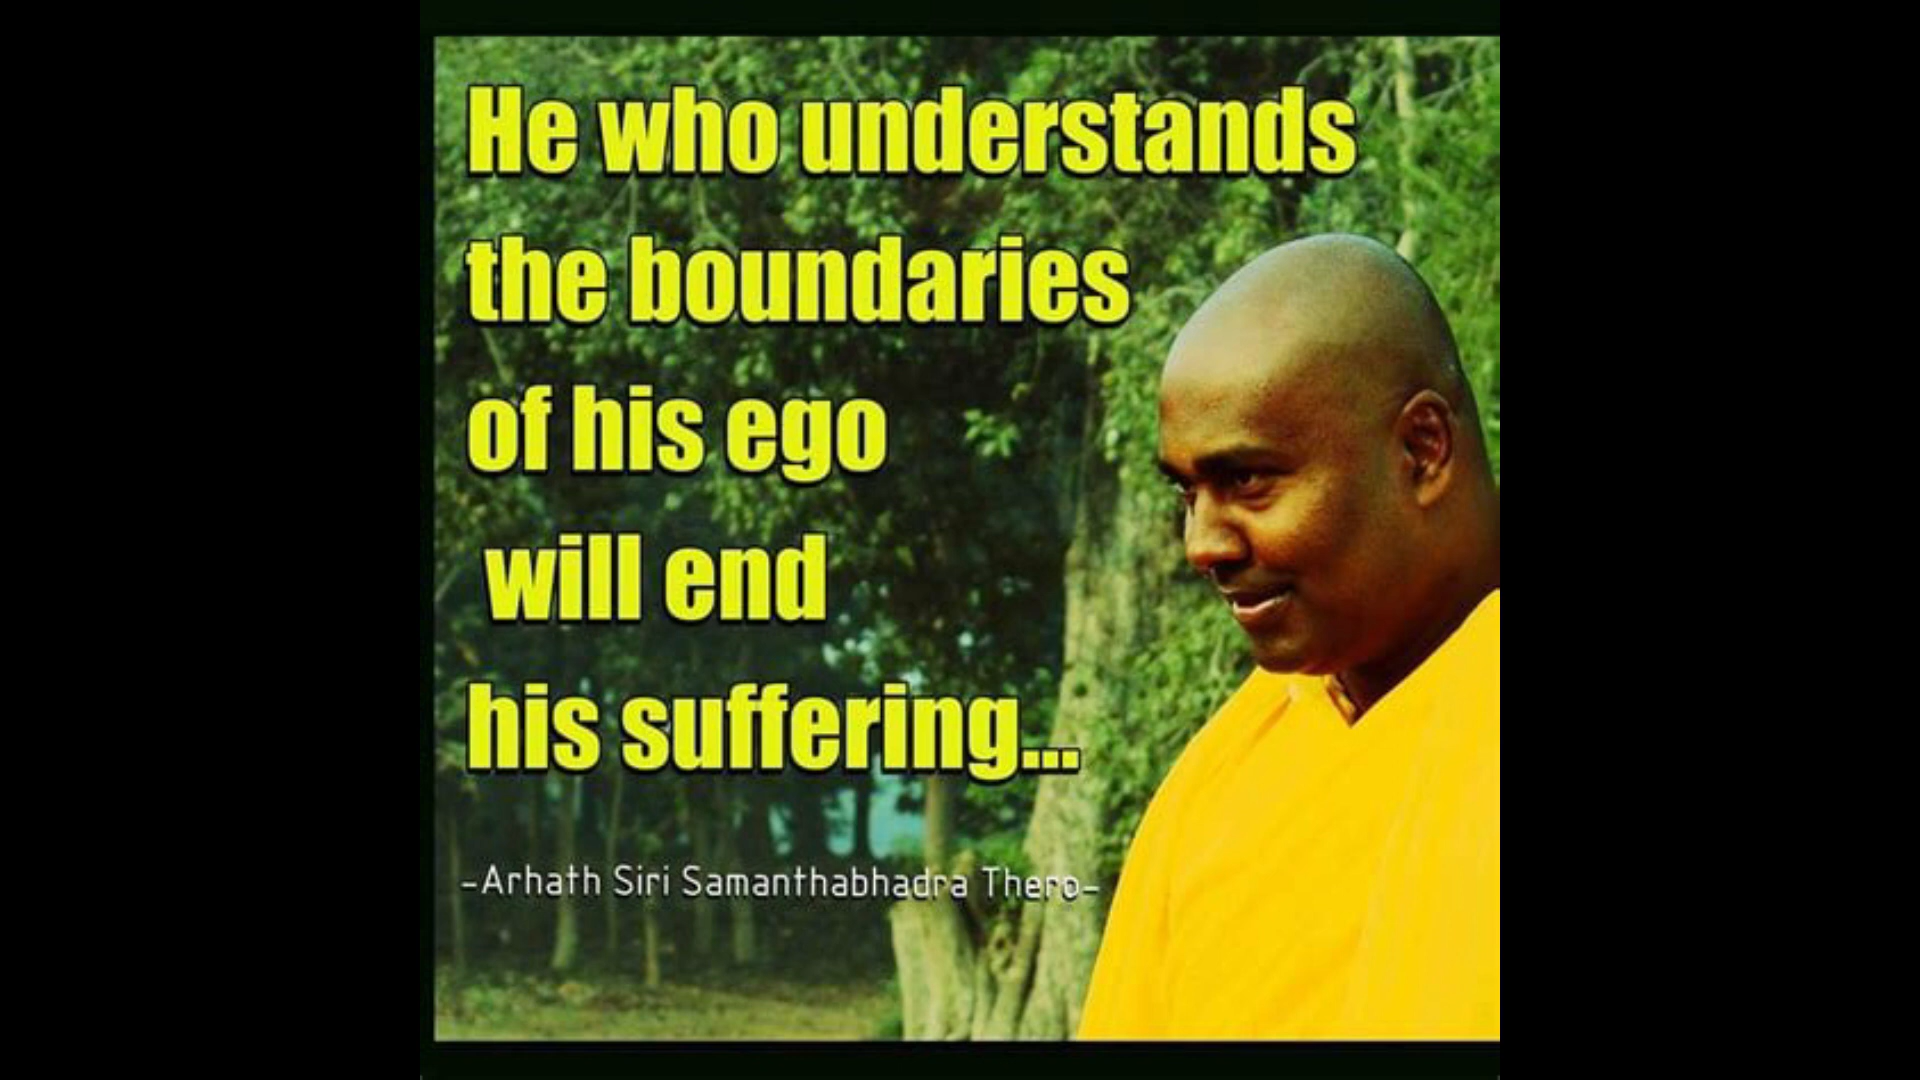 He who understands
the boundaries
of his ego
will end
his suffering...
-Arhath Siri Samanthabhadra Thero-